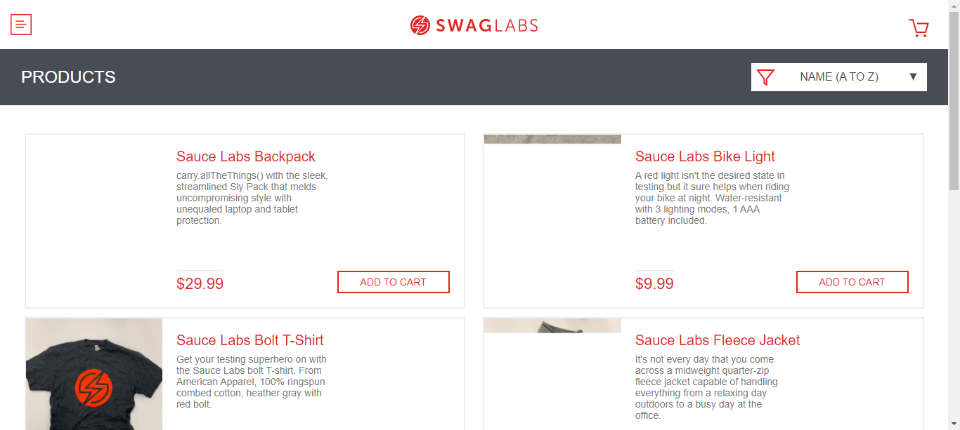 SWAGLABS
PRODUCTS
NAME (A TO Z)
Sauce Labs Backpack
carry.allTheThings() with the sleek,
streamlined Sly Pack that melds
uncompromising style with
unequaled laptop and tablet
protection.
$29.99
ADD TO CART
Sauce Labs Bike Light
A red light isn't the desired state in
testing but it sure helps when riding
your bike at night. Water-resistant
with 3 lighting modes, 1 AAA
battery included.
$9.99
ADD TO CART
Sauce Labs Bolt T-Shirt
Get your testing superhero on with
the Sauce Labs bolt T-shirt. From
American Apparel, 100% ringspun
combed cotton, heather gray with
red bolt.
Sauce Labs Fleece Jacket
It's not every day that you come
across a midweight quarter-zip
fleece jacket capable of handling
everything from a relaxing day
outdoors to a busy day at the
office.